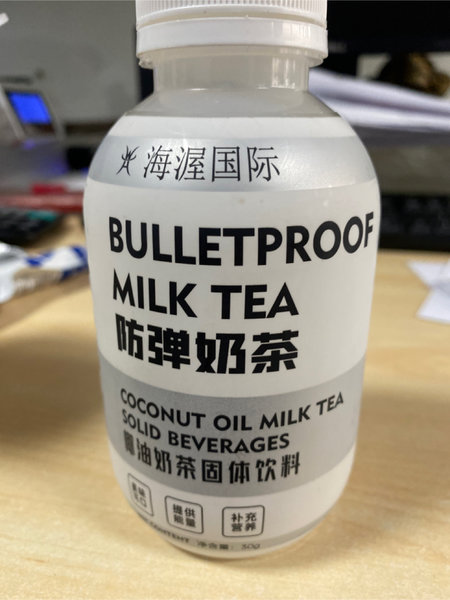 海渥国际
BULLETPROOF
MILK TEA
防弹奶茶
COCONUT OIL MILK TEA
SOLID BEVERAGES
椰油奶茶固体饮料
提供
能量
补充
营养
CONTENT 净含量: 30g